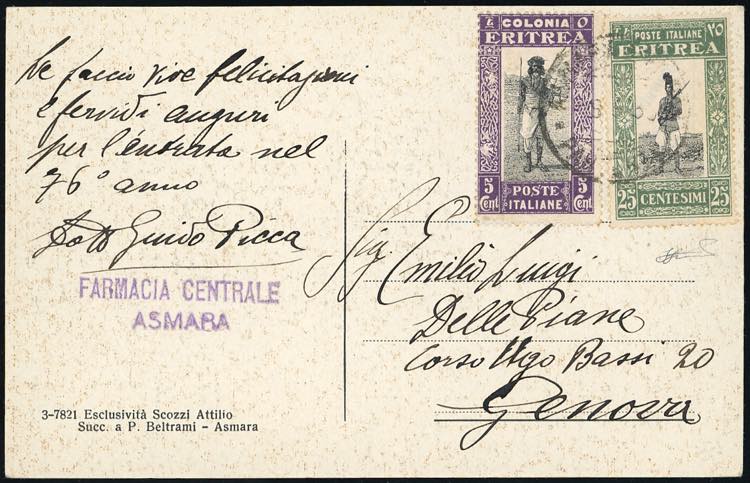 Le faccio vive felicitazioni
e fervidi auguri
per l'entrata nel
76° anno
Dott Guido Picca
FARMACIA CENTRALE
ASMARA
3-7821 Esclusività Scozzi Attilio
Succ. a P. Beltrami - Asmara
COLONIA
ERITREA
5 Cent
POSTE
ITALIANE
5 Cent
POSTE ITALIANE
ERITREA
25 CENTESIMI 25
Sig.
Emilio Luigi
Delle Piane
Corso Ugo Bassi 20
Genova